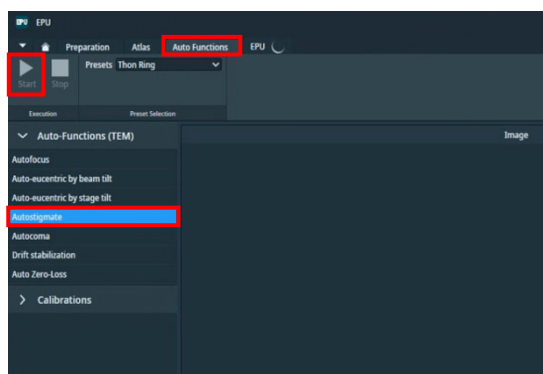 EPU EPU
Preparation Atlas Auto Functions EPU
Presets Thon Ring
Start Stop
Execution Preset Selection
Auto-Functions (TEM) Image
Autofocus
Auto-eucentric by beam tilt
Auto-eucentric by stage tilt
Autostigmate
Autocoma
Drift stabilization
Auto Zero-Loss
Calibrations